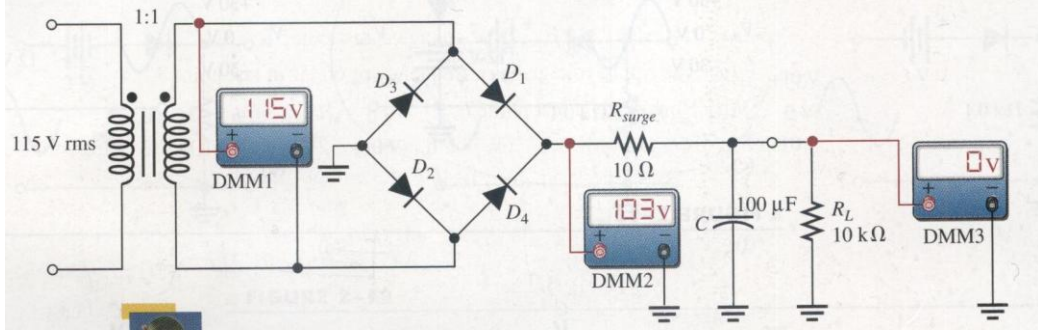 1:1
115 V rms
115V
+ −
DMM1
D3
D1
D2
D4
Rsurge
10 Ω
103V
+ −
DMM2
C
100 μF
RL
10 kΩ
0V
+ −
DMM3